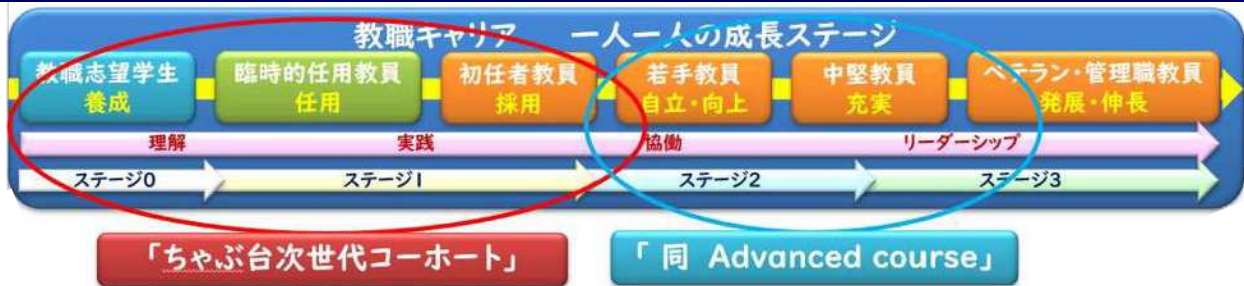 教職キャリア 一人一人の成長ステージ
教職志望学生
養成
臨時的任用教員
任用
初任者教員
採用
若手教員
自立・向上
中堅教員
充実
ベテラン・管理職教員
発展・伸長
理解 実践 協働 リーダーシップ
ステージ0 ステージ1 ステージ2 ステージ3
「ちゃぶ台次世代コーホート」
「同 Advanced course」